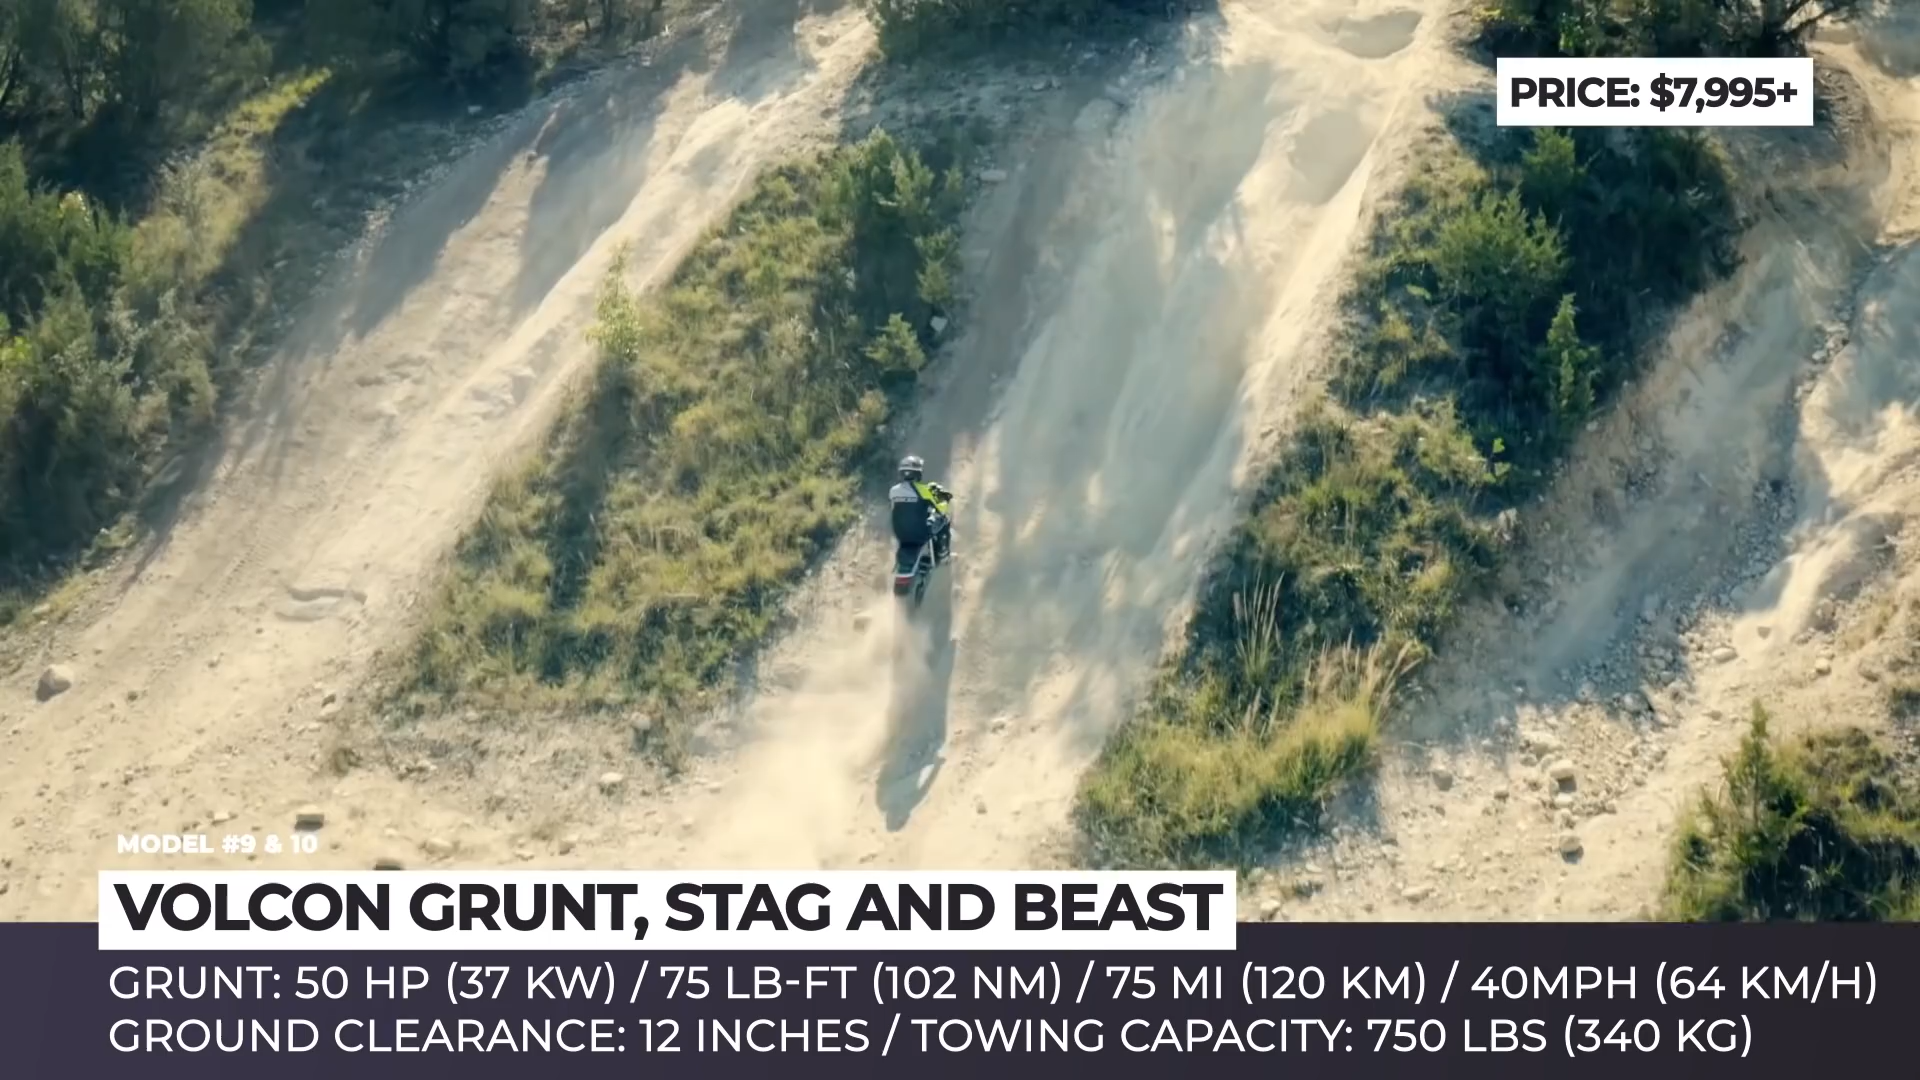 PRICE: $7,995+
MODEL #9 & 10
VOLCON GRUNT, STAG AND BEAST
GRUNT: 50 HP (37 KW) / 75 LB-FT (102 NM) / 75 MI (120 KM) / 40MPH (64 KM/H)
GROUND CLEARANCE: 12 INCHES / TOWING CAPACITY: 750 LBS (340 KG)